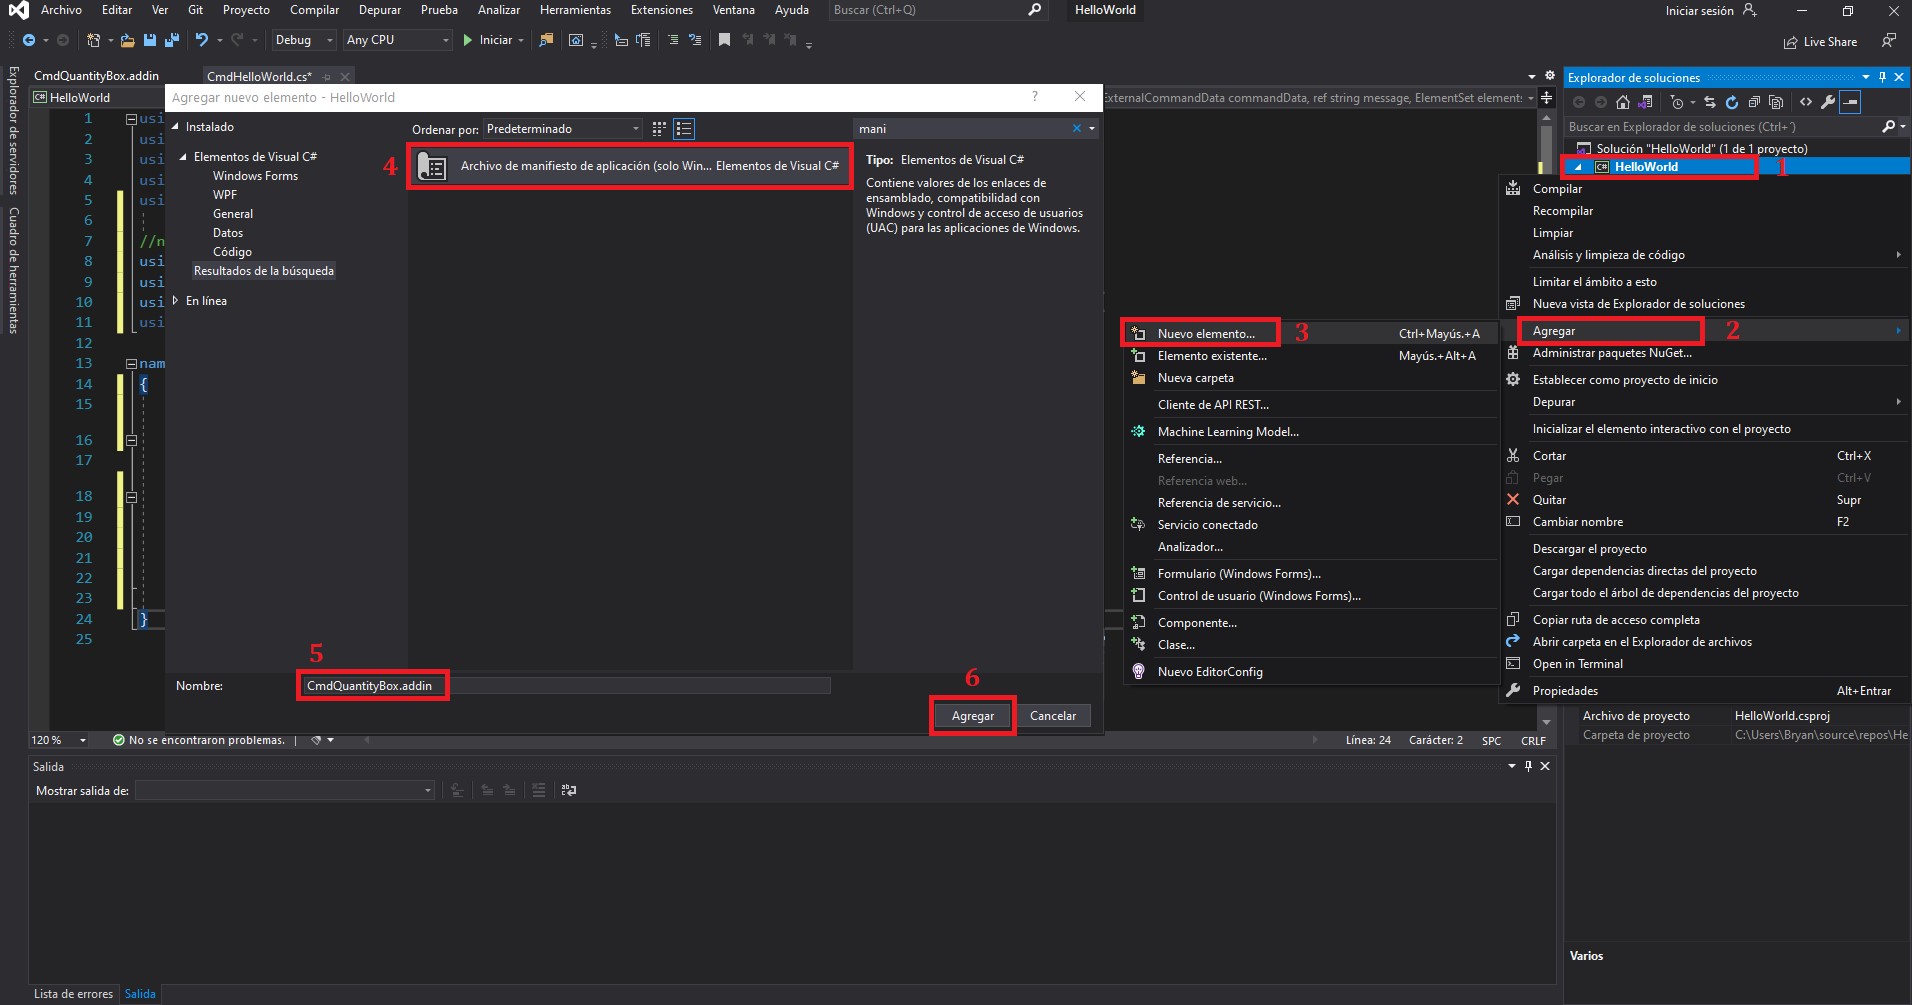 Archivo Editar Ver Git Proyecto Compilar Depurar Prueba Analizar Herramientas Extensiones Ventana Ayuda Buscar (Ctrl+Q) HelloWorld Iniciar sesión
Debug Any CPU Iniciar Live Share
Explorador de servidores
Cuadro de herramientas
CmdQuantityBox.addin CmdHelloWorld.cs*
HelloWorld
ExternalCommandData commandData, ref string message, ElementSet elements
1 usi
2 usi
3 usi
4 usi
5 usi
6
7 //n
8 usi
9 usi
10 usi
11 usi
12
13 nam
14 {
15
16
17
18
19
20
21
22
23
24 }
25
Agregar nuevo elemento - HelloWorld ?
Instalado
Elementos de Visual C#
Windows Forms
WPF
General
Datos
Código
Resultados de la búsqueda
En línea
Ordenar por: Predeterminado
mani
4
Archivo de manifiesto de aplicación (solo Win... Elementos de Visual C#
Tipo: Elementos de Visual C#
Contiene valores de los enlaces de
ensamblado, compatibilidad con
Windows y control de acceso de usuarios
(UAC) para las aplicaciones de Windows.
5
Nombre: CmdQuantityBox.addin
6
Agregar Cancelar
3
Nuevo elemento... Ctrl+Mayús.+A
Elemento existente... Mayús.+Alt+A
Nueva carpeta
Cliente de API REST...
Machine Learning Model...
Referencia...
Referencia web...
Referencia de servicio...
Servicio conectado
Analizador...
Formulario (Windows Forms)...
Control de usuario (Windows Forms)...
Componente...
Clase...
Nuevo EditorConfig
Explorador de soluciones
Buscar en Explorador de soluciones (Ctrl+´)
Solución "HelloWorld" (1 de 1 proyecto)
HelloWorld 1
Compilar
Recompilar
Limpiar
Análisis y limpieza de código
Limitar el ámbito a esto
Nueva vista de Explorador de soluciones
Agregar 2
Administrar paquetes NuGet...
Establecer como proyecto de inicio
Depurar
Inicializar el elemento interactivo con el proyecto
Cortar Ctrl+X
Pegar Ctrl+V
Quitar Supr
Cambiar nombre F2
Descargar el proyecto
Cargar dependencias directas del proyecto
Cargar todo el árbol de dependencias del proyecto
Copiar ruta de acceso completa
Abrir carpeta en el Explorador de archivos
Open in Terminal
Propiedades Alt+Entrar
Archivo de proyecto HelloWorld.csproj
Carpeta de proyecto C:\Users\Bryan\source\repos\He
Varios
120 % No se encontraron problemas. Línea: 24 Carácter: 2 SPC CRLF
Salida
Mostrar salida de:
Lista de errores Salida